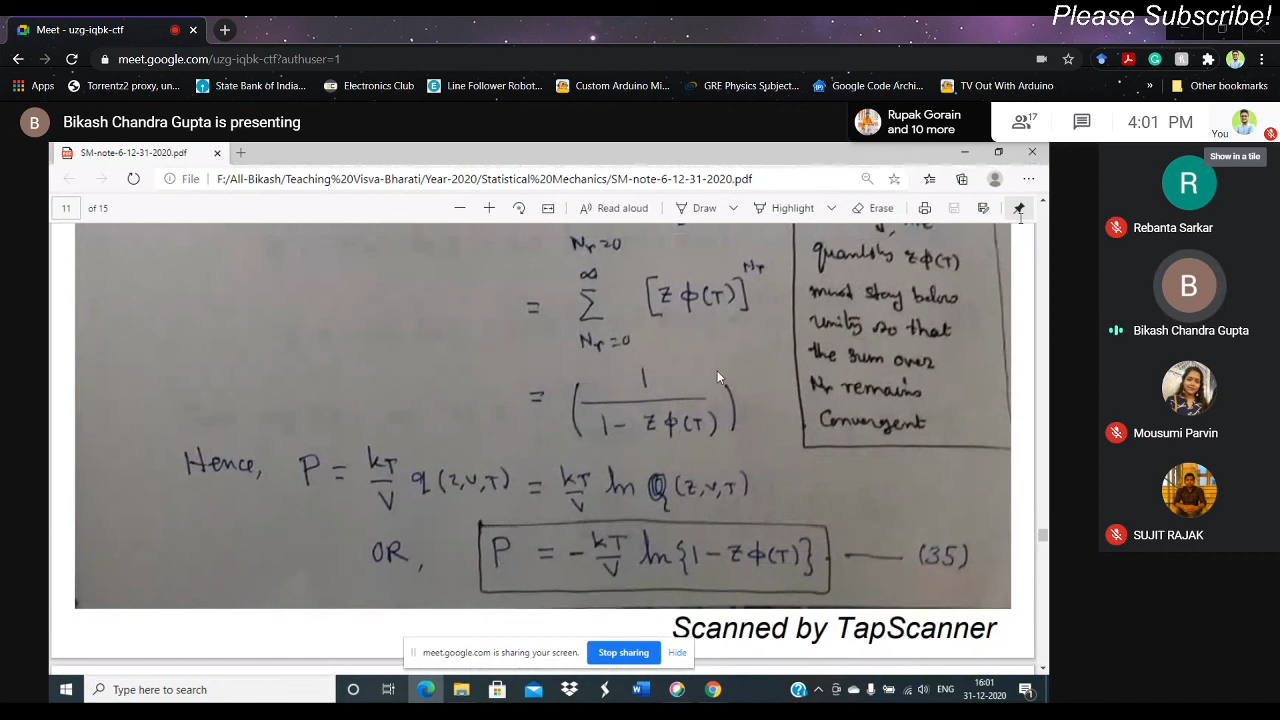 Please Subscribe!
Meet - uzg-iqbk-ctf
meet.google.com/uzg-iqbk-ctf?authuser=1
Apps Torrentz2 proxy, un... State Bank of India... Electronics Club Line Follower Robot... Custom Arduino Mi... GRE Physics Subject... Google Code Archi... TV Out With Arduino » Other bookmarks
B Bikash Chandra Gupta is presenting
Rupak Gorain
and 10 more
17
4:01 PM
You
Show in a tile
SM-note-6-12-31-2020.pdf
File F:/All-Bikash/Teaching%20Visva-Bharati/Year-2020/Statistical%20Mechanics/SM-note-6-12-31-2020.pdf
11 of 15 Read aloud Draw Highlight Erase
Nr=0
= ∞ Σ Nr=0 [zφ(T)]^Nr
= (1 / 1 - zφ(T))
quantity zφ(T)
must stay below
unity so that
the sum over
Nr remains
Convergent
Hence, P = kT/V q(z,v,T) = kT/V ln Q(z,v,T)
OR, P = - kT/V ln{1 - zφ(T)} —— (35)
Scanned by TapScanner
meet.google.com is sharing your screen. Stop sharing Hide
R
Rebanta Sarkar
B
Bikash Chandra Gupta
Mousumi Parvin
SUJIT RAJAK
Type here to search
ENG
16:01
31-12-2020